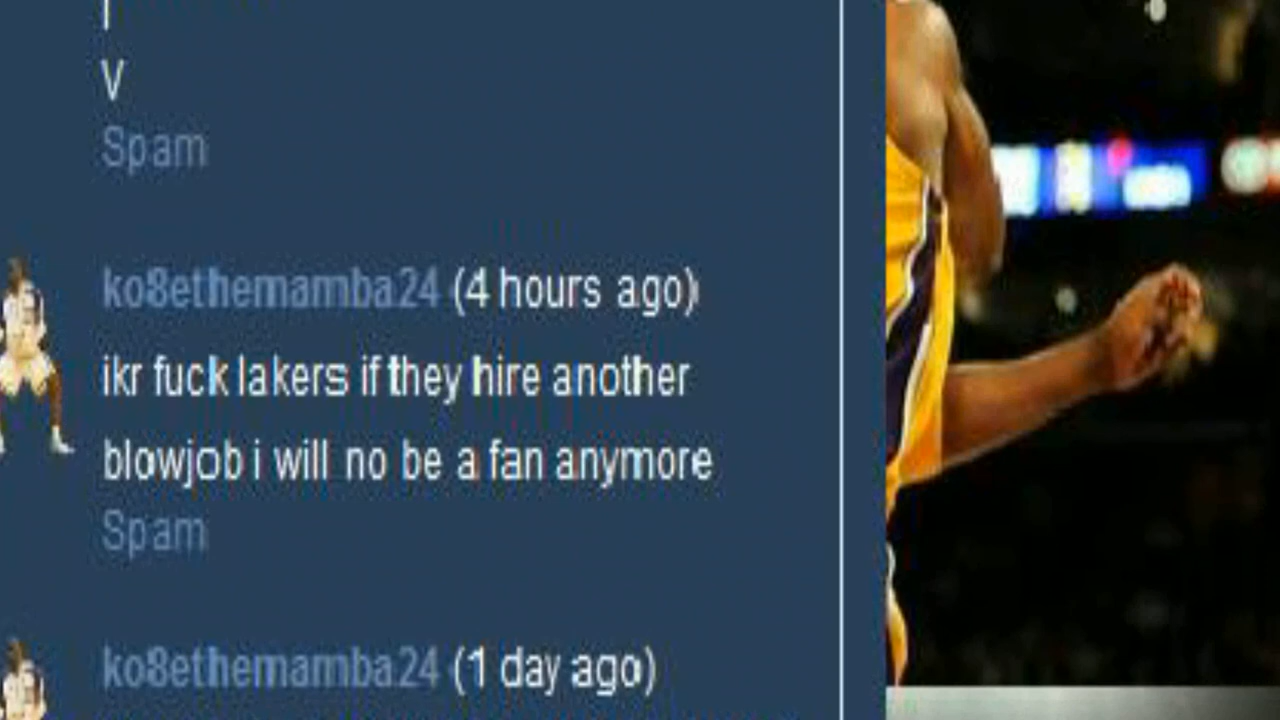 V
Spam
ko8ethemamba24 (4 hours ago)
ikr fuck lakers if they hire another
blowjob i will no be a fan anymore
Spam
ko8ethemamba24 (1 day ago)